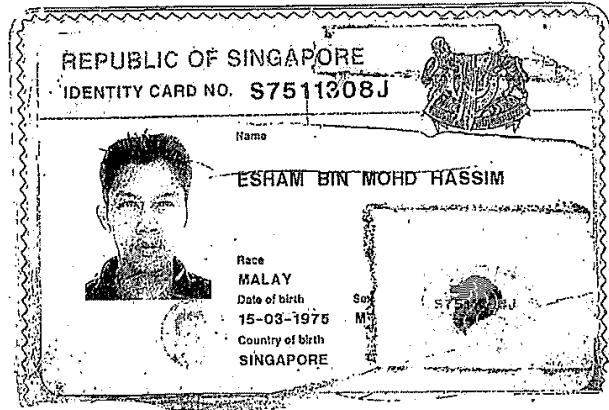 REPUBLIC OF SINGAPORE
IDENTITY CARD NO. S7511308J
Name
ESHAM BIN MOHD HASSIM
Race
MALAY
Date of birth Sex
15-03-1975 M
Country of birth
SINGAPORE